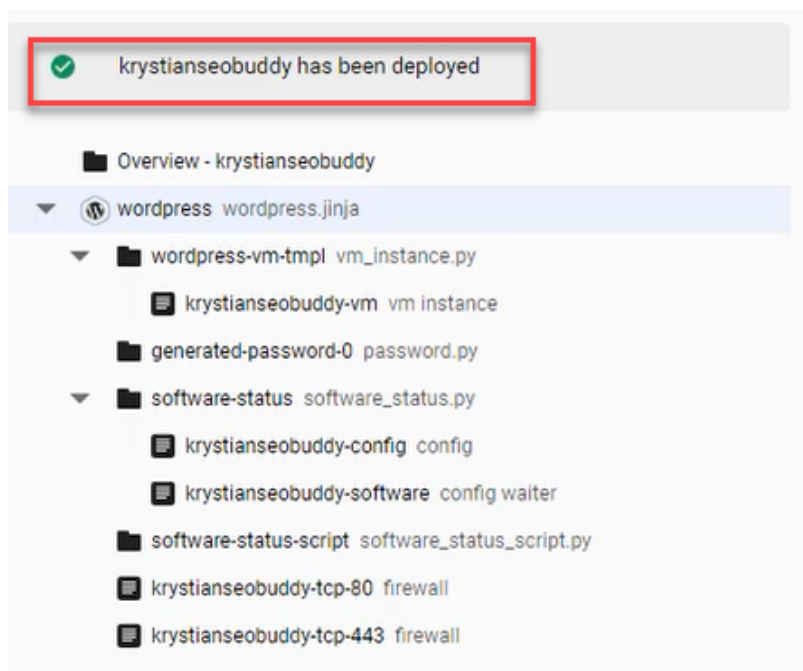 krystianseobuddy has been deployed
Overview - krystianseobuddy
wordpress wordpress.jinja
wordpress-vm-tmpl vm_instance.py
krystianseobuddy-vm vm instance
generated-password-0 password.py
software-status software_status.py
krystianseobuddy-config config
krystianseobuddy-software config waiter
software-status-script software_status_script.py
krystianseobuddy-tcp-80 firewall
krystianseobuddy-tcp-443 firewall